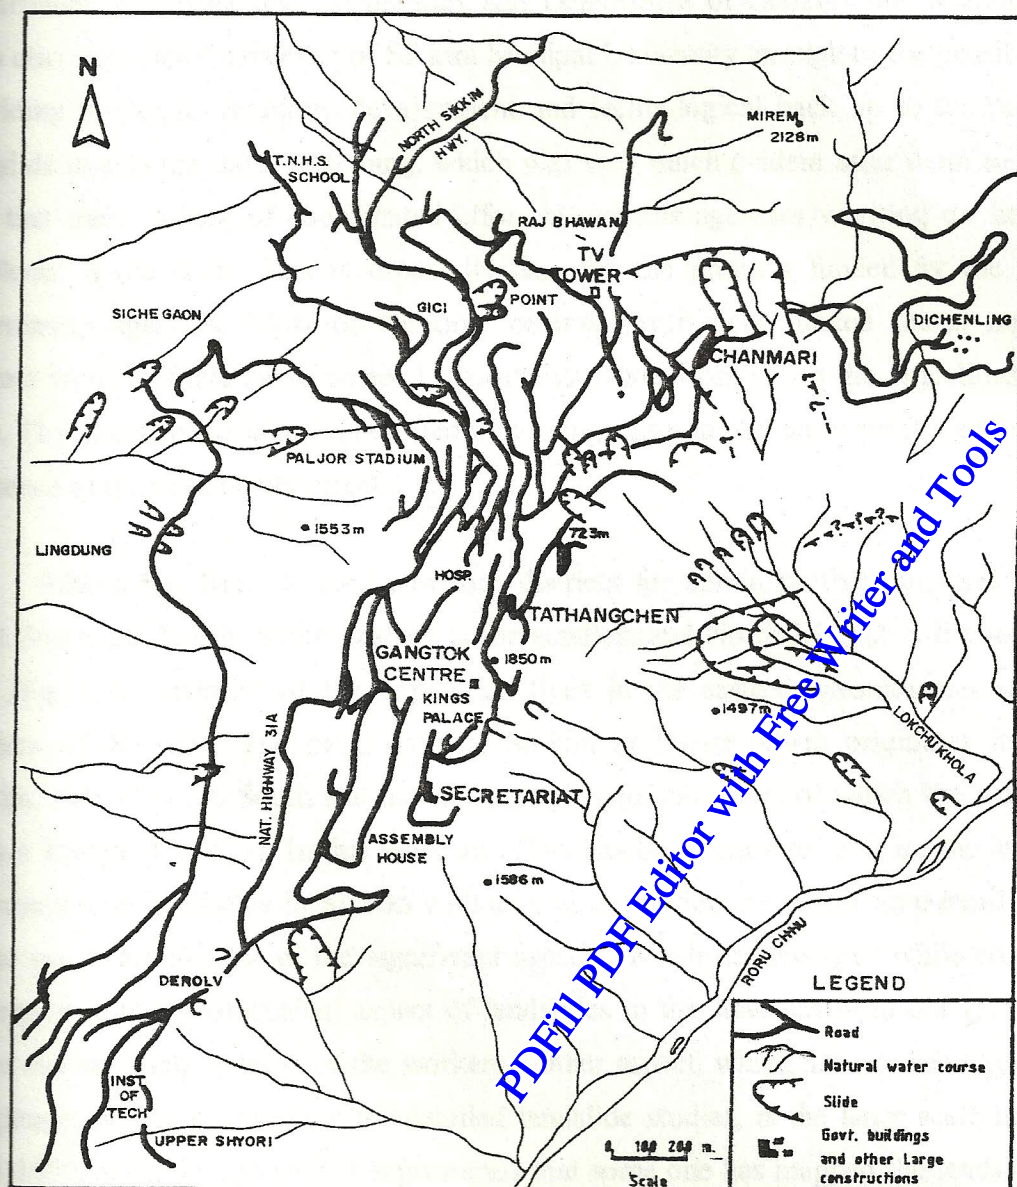 N
NORTH SIKKIM
HWY.
MIREM
2128m
T.N.H.S.
SCHOOL
RAJ BHAWAN
TV
TOWER
SICHEGAON
GICI
POINT
DICHENLING
CHANMARI
PALJOR STADIUM
1553m
723m
LINGDUNG
HOSP.
TATHANGCHEN
GANGTOK
CENTRE
1850m
KINGS
PALACE
1497m
LOKCHU KHOLA
NAT. HIGHWAY 31A
SECRETARIAT
ASSEMBLY
HOUSE
1586m
RORU CHHU
DEROLV
INST
OF
TECH
UPPER SHYORI
0 100 200 m.
Scale
LEGEND
Road
Natural water course
Slide
Govt. buildings
and other Large
constructions
PDFill PDF Editor with Free Writer and Tools